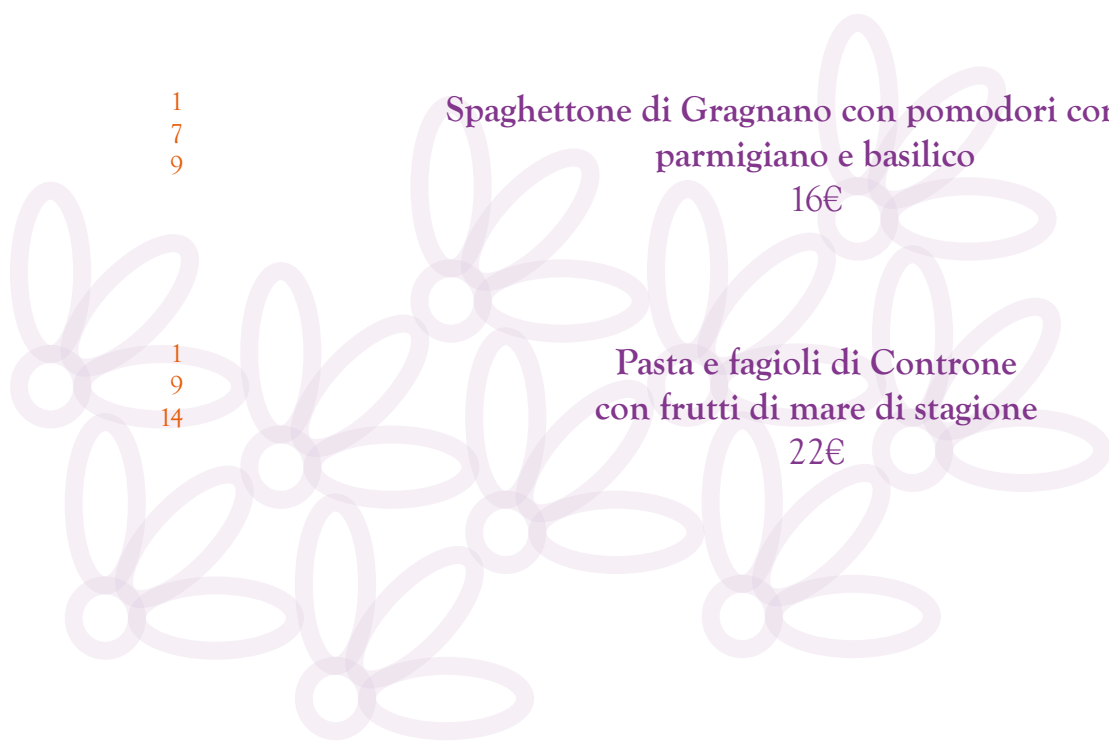 1
7
9
Spaghettone di Gragnano con pomodori
parmigiano e basilico
16€
1
9
14
Pasta e fagioli di Controne
con frutti di mare di stagione
22€